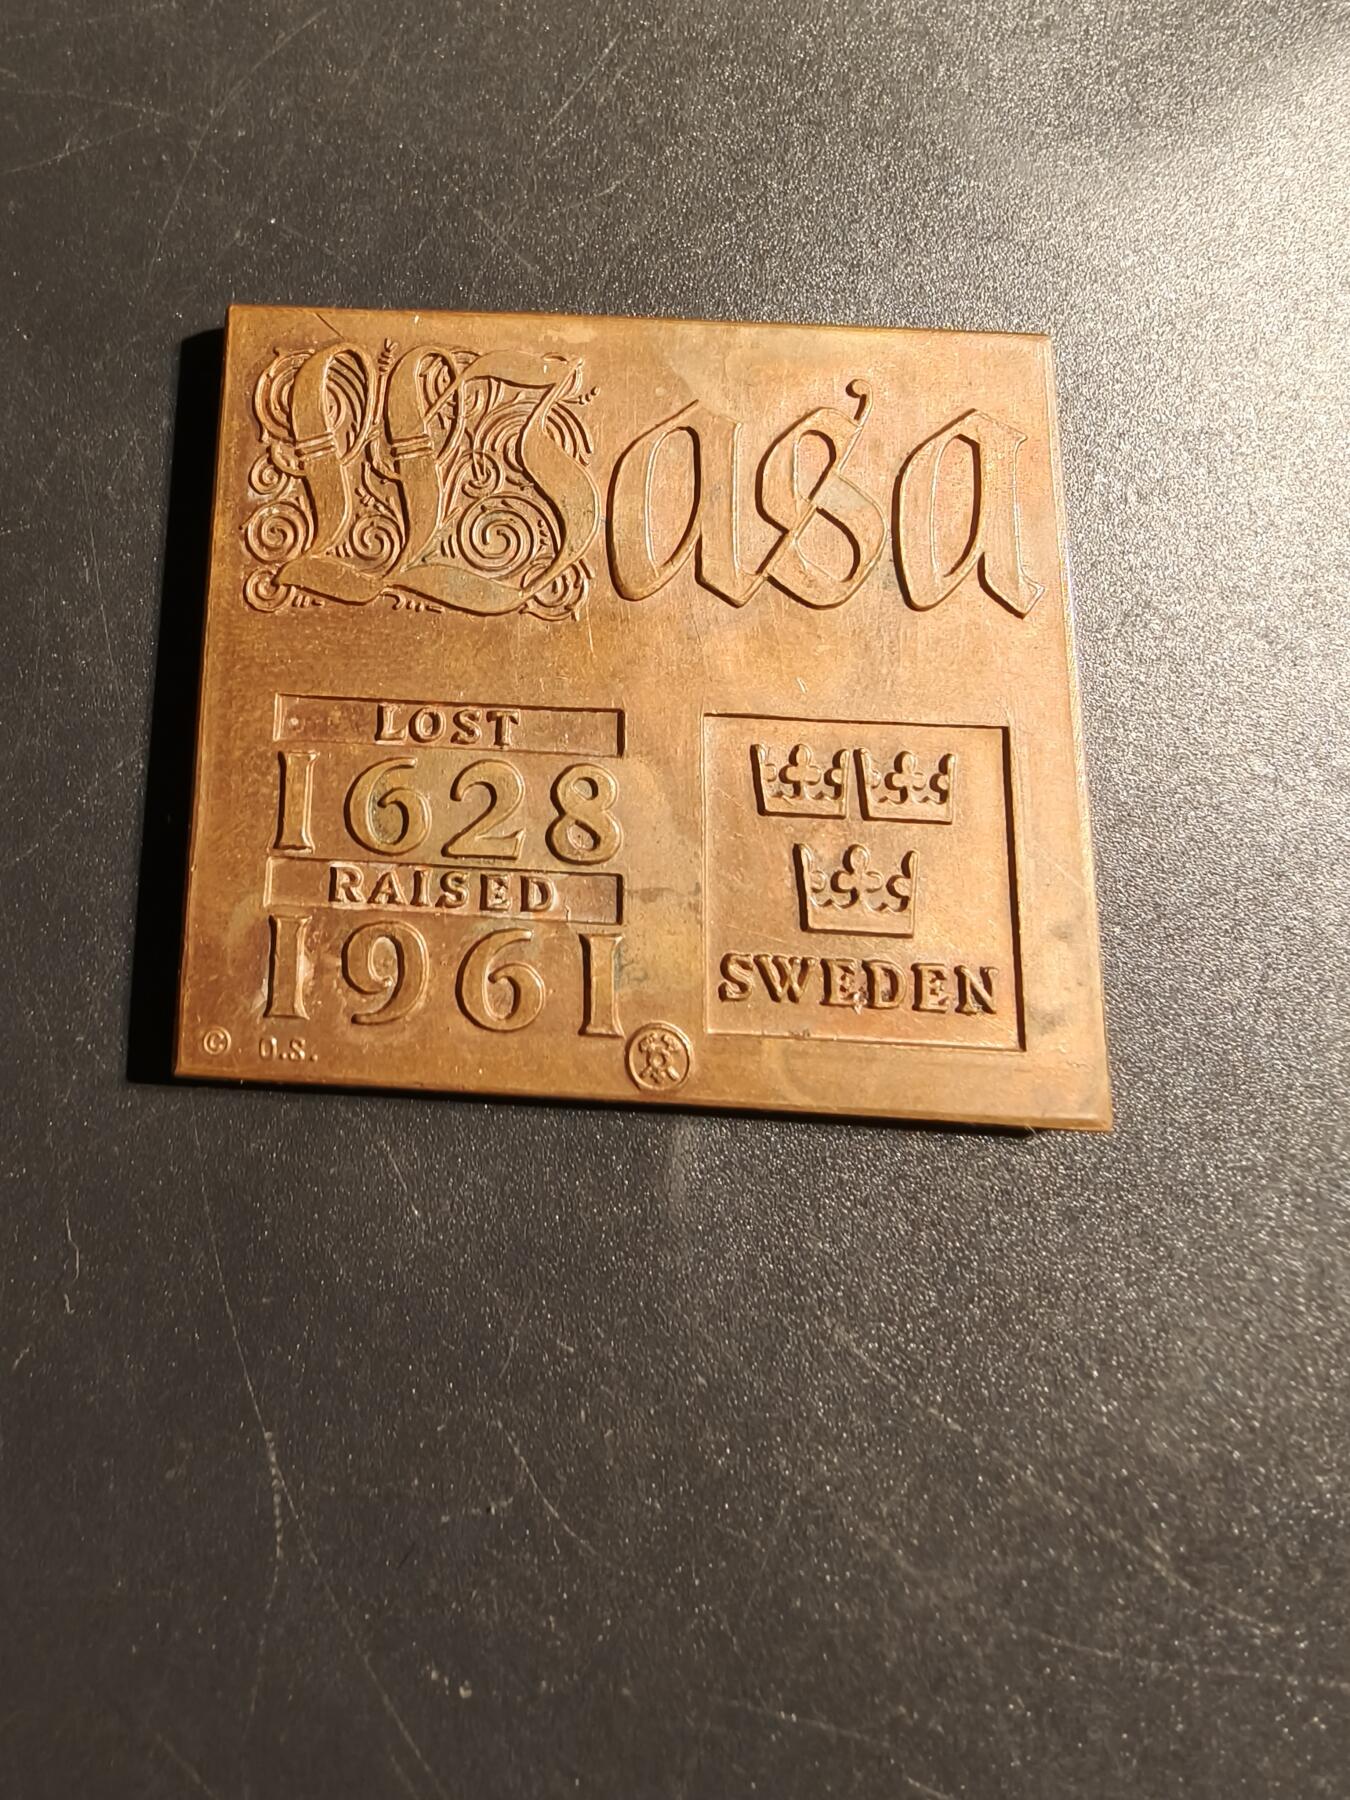 Wasa
LOST
1628
RAISED
1961
SWEDEN
© O.S.